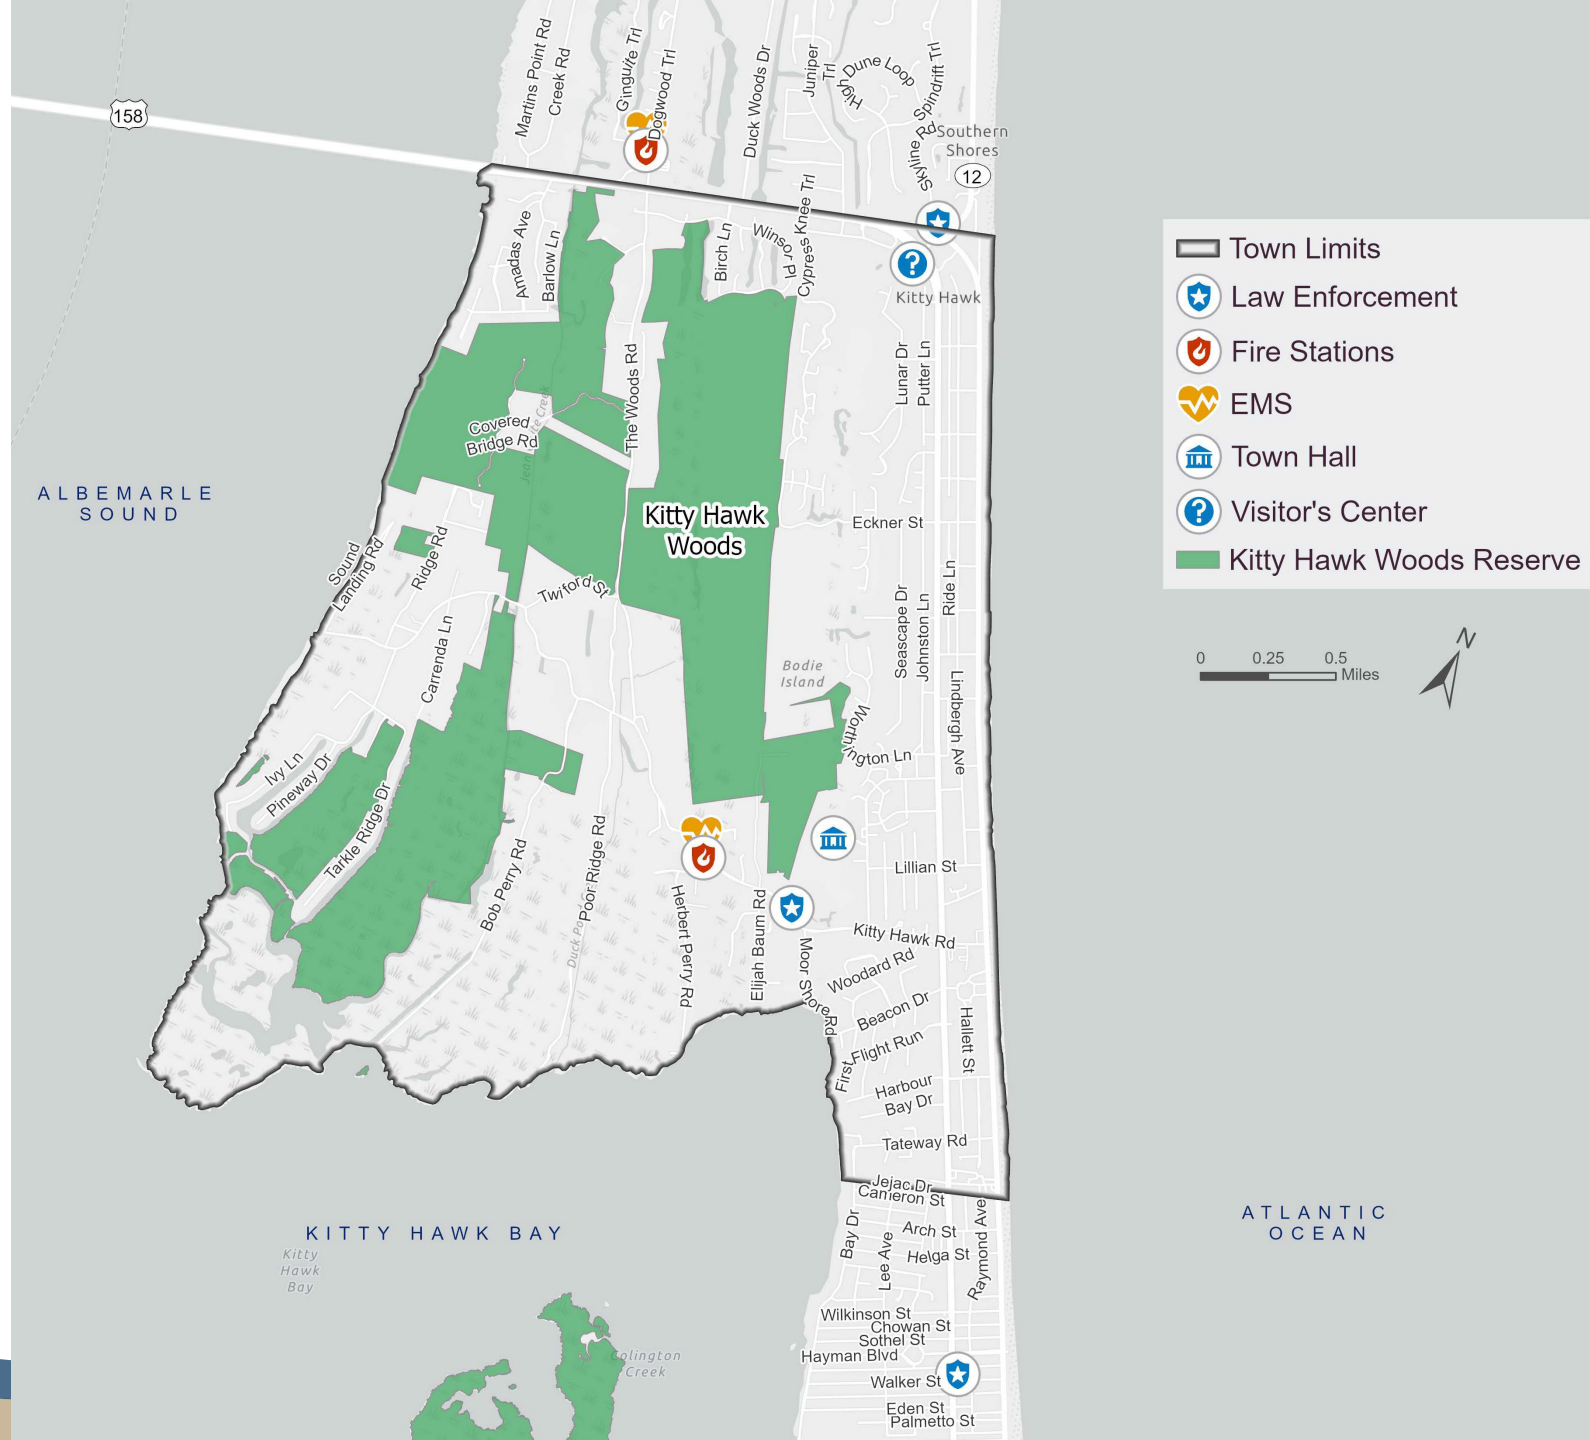 Martins Point Rd
Creek Rd
Ginguite Trl
Dogwood Trl
Duck Woods Dr
Juniper
Trl
High Dune Loop
Spindrift Trl
Skyline Rd
Southern
Shores
158
12
Amadas Ave
Barlow Ln
Birch Ln
Winsor Pl
Cypress Knee Trl
Kitty Hawk
Town Limits
Law Enforcement
Fire Stations
EMS
Town Hall
Visitor's Center
Kitty Hawk Woods Reserve
Lunar Dr
Putter Ln
The Woods Rd
Covered
Bridge Rd
Creek
ALBEMARLE
SOUND
Kitty Hawk
Woods
Eckner St
Sound
Landing Rd
Ridge Rd
Twiford St
Carrenda Ln
Seascape Dr
Johnston Ln
Ride Ln
Bodie
Island
0 0.25 0.5
Miles
N
Lindbergh Ave
Worthington Ln
Ivy Ln
Pineway Dr
Tarkle Ridge Dr
Bob Perry Rd
Poor Ridge Rd
Duck
Herbert Perry Rd
Elijah Baum Rd
Lillian St
Kitty Hawk Rd
Moor Shore Rd
Woodard Rd
Beacon Dr
Flight Run
First
Hallett St
Harbour
Bay Dr
Tateway Rd
Jejac Dr
Cameron St
Bay Dr
Arch St
Lee Ave
Helga St
Raymond Ave
KITTY HAWK BAY
Kitty
Hawk
Bay
ATLANTIC
OCEAN
Wilkinson St
Chowan St
Sothel St
Hayman Blvd
Colington
Creek
Walker St
Eden St
Palmetto St